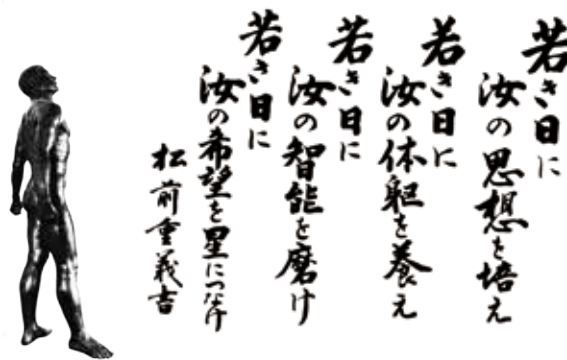 若き日に
汝の思想を培え
若き日に
汝の体躯を養え
若き日に
汝の智能を磨け
若き日に
汝の希望を星につなげ
松前重義